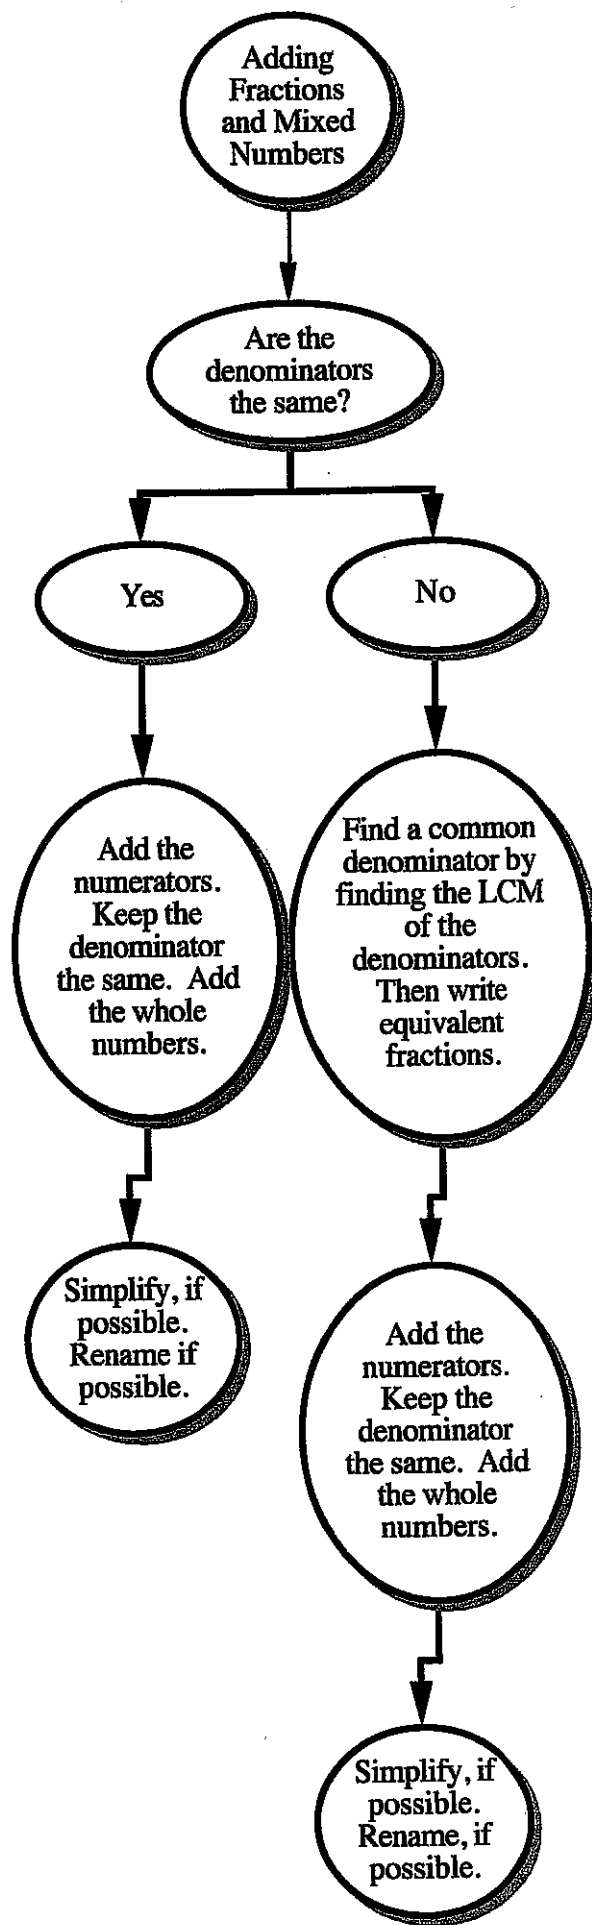 Adding
Fractions
and Mixed
Numbers
Are the
denominators
the same?
Yes
No
Add the
numerators.
Keep the
denominator
the same. Add
the whole
numbers.
Find a common
denominator by
finding the LCM
of the
denominators.
Then write
equivalent
fractions.
Simplify, if
possible.
Rename if
possible.
Add the
numerators.
Keep the
denominator
the same. Add
the whole
numbers.
Simplify, if
possible.
Rename, if
possible.